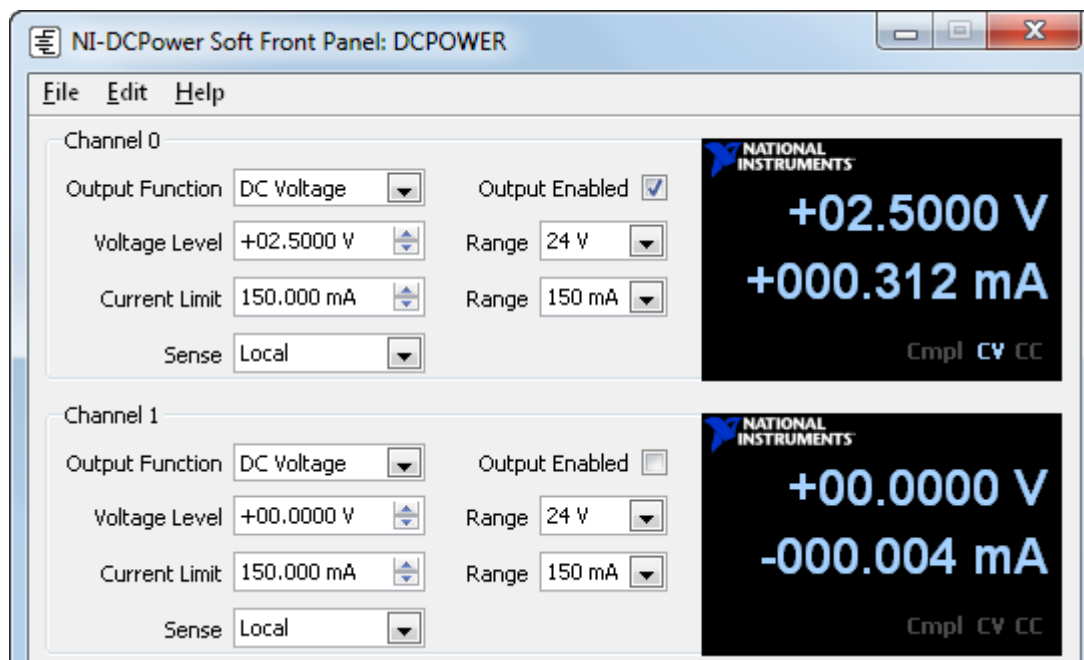 NI-DCPower Soft Front Panel: DCPOWER
File Edit Help
Channel 0
Output Function DC Voltage Output Enabled
Voltage Level +02.5000 V Range 24 V
Current Limit 150.000 mA Range 150 mA
Sense Local
NATIONAL
INSTRUMENTS
+02.5000 V
+000.312 mA
Cmpl CV CC
Channel 1
Output Function DC Voltage Output Enabled
Voltage Level +00.0000 V Range 24 V
Current Limit 150.000 mA Range 150 mA
Sense Local
NATIONAL
INSTRUMENTS
+00.0000 V
-000.004 mA
Cmpl CV CC